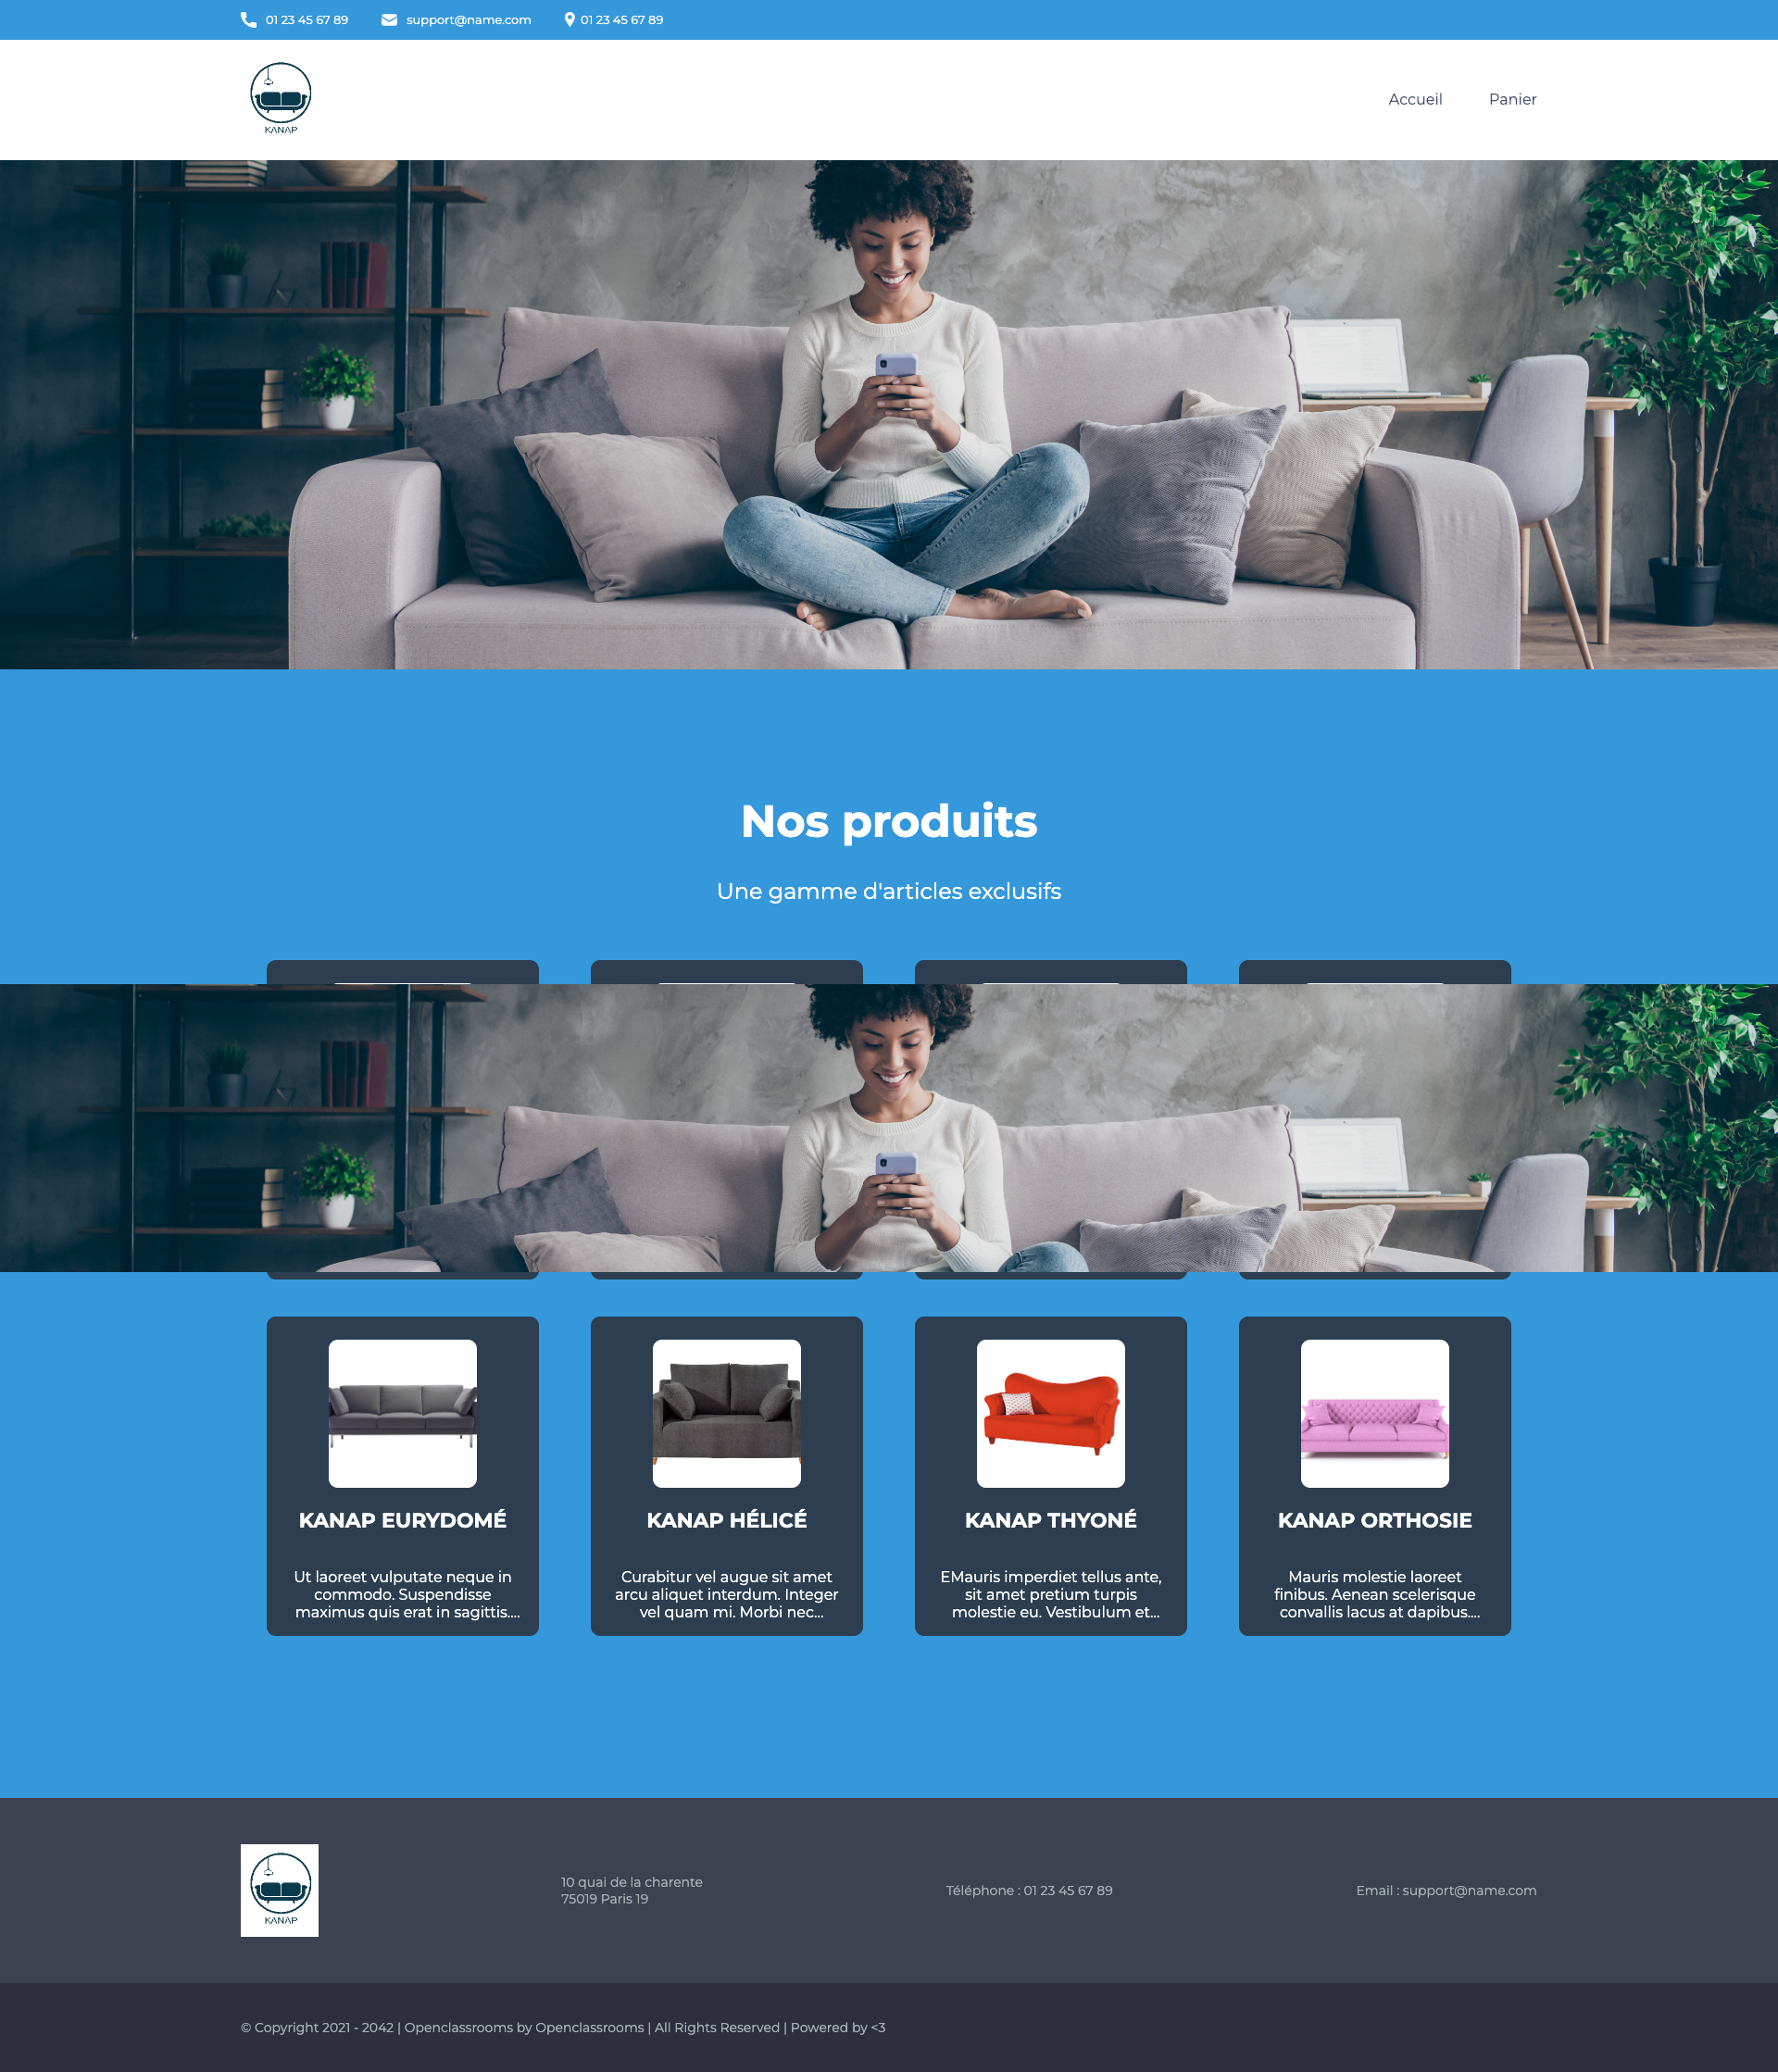 01 23 45 67 89
support@name.com
01 23 45 67 89
KANAP
Accueil
Panier
Nos produits
Une gamme d'articles exclusifs
KANAP EURYDOMÉ
Ut laoreet vulputate neque in
commodo. Suspendisse
maximus quis erat in sagittis....
KANAP HÉLICÉ
Curabitur vel augue sit amet
arcu aliquet interdum. Integer
vel quam mi. Morbi nec...
KANAP THYONÉ
EMauris imperdiet tellus ante,
sit amet pretium turpis
molestie eu. Vestibulum et...
KANAP ORTHOSIE
Mauris molestie laoreet
finibus. Aenean scelerisque
convallis lacus at dapibus....
KANAP
10 quai de la charente
75019 Paris 19
Téléphone : 01 23 45 67 89
Email : support@name.com
© Copyright 2021 - 2042 | Openclassrooms by Openclassrooms | All Rights Reserved | Powered by <3